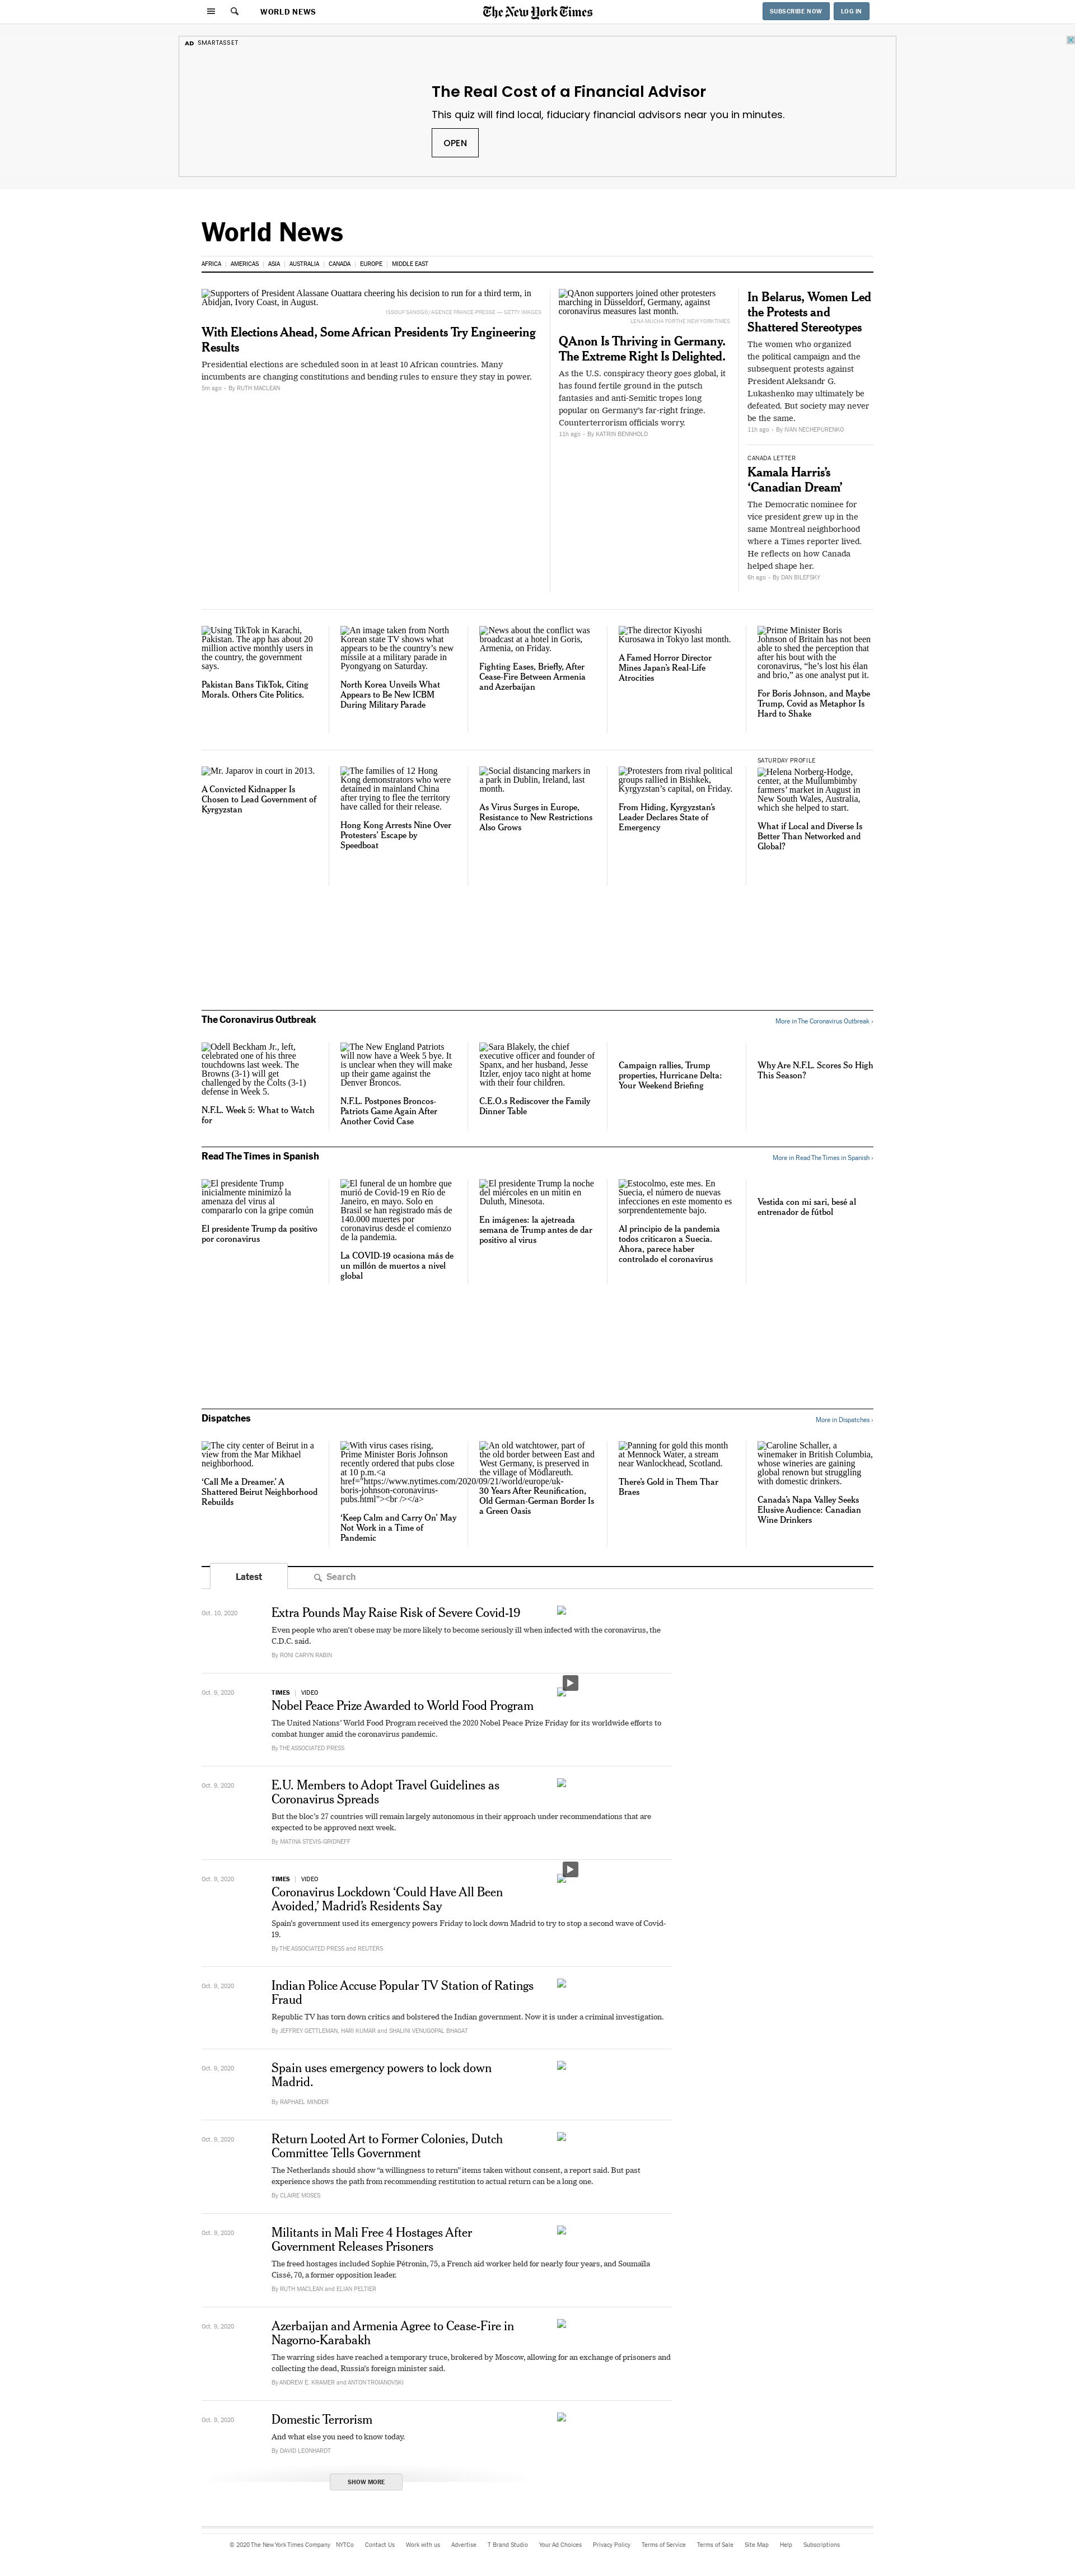 WORLD NEWS
The New York Times
SUBSCRIBE NOW
LOG IN
AD SMARTASSET
The Real Cost of a Financial Advisor
This quiz will find local, fiduciary financial advisors near you in minutes.
OPEN
World News
AFRICA | AMERICAS | ASIA | AUSTRALIA | CANADA | EUROPE | MIDDLE EAST
Supporters of President Alassane Ouattara cheering his decision to run for a third term, in
Abidjan, Ivory Coast, in August.
ISSOUF SANOGO/AGENCE FRANCE-PRESSE — GETTY IMAGES
With Elections Ahead, Some African Presidents Try Engineering
Results
Presidential elections are scheduled soon in at least 10 African countries. Many
incumbents are changing constitutions and bending rules to ensure they stay in power.
5m ago - By RUTH MACLEAN
QAnon supporters joined other protesters
marching in Düsseldorf, Germany, against
coronavirus measures last month.
LENA MUCHA FOR THE NEW YORK TIMES
QAnon Is Thriving in Germany.
The Extreme Right Is Delighted.
As the U.S. conspiracy theory goes global, it
has found fertile ground in the putsch
fantasies and anti-Semitic tropes long
popular on Germany's far-right fringe.
Counterterrorism officials worry.
11h ago - By KATRIN BENNHOLD
In Belarus, Women Led
the Protests and
Shattered Stereotypes
The women who organized
the political campaign and the
subsequent protests against
President Aleksandr G.
Lukashenko may ultimately be
defeated. But society may never
be the same.
11h ago - By IVAN NECHEPURENKO
CANADA LETTER
Kamala Harris's
‘Canadian Dream’
The Democratic nominee for
vice president grew up in the
same Montreal neighborhood
where a Times reporter lived.
He reflects on how Canada
helped shape her.
6h ago - By DAN BILEFSKY
Using TikTok in Karachi,
Pakistan. The app has about 20
million active monthly users in
the country, the government
says.
Pakistan Bans TikTok, Citing
Morals. Others Cite Politics.
An image taken from North
Korean state TV shows what
appears to be the country's new
missile at a military parade in
Pyongyang on Saturday.
North Korea Unveils What
Appears to Be New ICBM
During Military Parade
News about the conflict was
broadcast at a hotel in Goris,
Armenia, on Friday.
Fighting Eases, Briefly, After
Cease-Fire Between Armenia
and Azerbaijan
The director Kiyoshi
Kurosawa in Tokyo last month.
A Famed Horror Director
Mines Japan's Real-Life
Atrocities
Prime Minister Boris
Johnson of Britain has not been
able to shed the perception that
after his bout with the
coronavirus, “he's lost his élan
and brio,” as one analyst put it.
For Boris Johnson, and Maybe
Trump, Covid as Metaphor Is
Hard to Shake
Mr. Japarov in court in 2013.
A Convicted Kidnapper Is
Chosen to Lead Government of
Kyrgyzstan
The families of 12 Hong
Kong demonstrators who were
detained in mainland China
after trying to flee the territory
have called for their release.
Hong Kong Arrests Nine Over
Protesters' Escape by
Speedboat
Social distancing markers in
a park in Dublin, Ireland, last
month.
As Virus Surges in Europe,
Resistance to New Restrictions
Also Grows
Protesters from rival political
groups rallied in Bishkek,
Kyrgyzstan's capital, on Friday.
From Hiding, Kyrgyzstan's
Leader Declares State of
Emergency
SATURDAY PROFILE
Helena Norberg-Hodge,
center, at the Mullumbimby
farmers' market in August in
New South Wales, Australia,
which she helped to start.
What if Local and Diverse Is
Better Than Networked and
Global?
The Coronavirus Outbreak
More in The Coronavirus Outbreak ›
Odell Beckham Jr., left,
celebrated one of his three
touchdowns last week. The
Browns (3-1) will get
challenged by the Colts (3-1)
defense in Week 5.
N.F.L. Week 5: What to Watch
for
The New England Patriots
will now have a Week 5 bye. It
is unclear when they will make
up their game against the
Denver Broncos.
N.F.L. Postpones Broncos-
Patriots Game Again After
Another Covid Case
Sara Blakely, the chief
executive officer and founder of
Spanx, and her husband, Jesse
Itzler, enjoy taco night at home
with their four children.
C.E.O.s Rediscover the Family
Dinner Table
Campaign rallies, Trump
properties, Hurricane Delta:
Your Weekend Briefing
Why Are N.F.L. Scores So High
This Season?
Read The Times in Spanish
More in Read The Times in Spanish ›
El presidente Trump
inicialmente minimizó la
amenaza del virus al
compararlo con la gripe común
El presidente Trump da positivo
por coronavirus
El funeral de un hombre que
murió de Covid-19 en Río de
Janeiro, en mayo. Solo en
Brasil se han registrado más de
140.000 muertes por
coronavirus desde el comienzo
de la pandemia.
La COVID-19 ocasiona más de
un millón de muertos a nivel
global
El presidente Trump la noche
del miércoles en un mitin en
Duluth, Minesota.
En imágenes: la ajetreada
semana de Trump antes de dar
positivo al virus
Estocolmo, este mes. En
Suecia, el número de nuevas
infecciones en este momento es
sorprendentemente bajo.
Al principio de la pandemia
todos criticaron a Suecia.
Ahora, parece haber
controlado el coronavirus
Vestida con mi sari, besé al
entrenador de fútbol
Dispatches
More in Dispatches ›
The city center of Beirut in a
view from the Mar Mikhael
neighborhood.
‘Call Me a Dreamer.’ A
Shattered Beirut Neighborhood
Rebuilds
With virus cases rising,
Prime Minister Boris Johnson
recently ordered that pubs close
at 10 p.m.<a
href="https://www.nytimes.com/2020/09/21/world/europe/uk-
boris-johnson-coronavirus-
pubs.html"><br /></a>
‘Keep Calm and Carry On’ May
Not Work in a Time of
Pandemic
An old watchtower, part of
the old border between East and
West Germany, is preserved in
the village of Mödlareuth.
30 Years After Reunification,
Old German-German Border Is
a Green Oasis
Panning for gold this month
at Mennock Water, a stream
near Wanlockhead, Scotland.
There's Gold in Them Thar
Braes
Caroline Schaller, a
winemaker in British Columbia,
whose wineries are gaining
global renown but struggling
with domestic drinkers.
Canada's Napa Valley Seeks
Elusive Audience: Canadian
Wine Drinkers
Latest
Search
Oct. 10, 2020
Extra Pounds May Raise Risk of Severe Covid-19
Even people who aren't obese may be more likely to become seriously ill when infected with the coronavirus, the
C.D.C. said.
By RONI CARYN RABIN
Oct. 9, 2020
TIMES | VIDEO
Nobel Peace Prize Awarded to World Food Program
The United Nations' World Food Program received the 2020 Nobel Peace Prize Friday for its worldwide efforts to
combat hunger amid the coronavirus pandemic.
By THE ASSOCIATED PRESS
Oct. 9, 2020
E.U. Members to Adopt Travel Guidelines as
Coronavirus Spreads
But the bloc's 27 countries will remain largely autonomous in their approach under recommendations that are
expected to be approved next week.
By MATINA STEVIS-GRIDNEFF
Oct. 9, 2020
TIMES | VIDEO
Coronavirus Lockdown ‘Could Have All Been
Avoided,’ Madrid's Residents Say
Spain's government used its emergency powers Friday to lock down Madrid to try to stop a second wave of Covid-
19.
By THE ASSOCIATED PRESS and REUTERS
Oct. 9, 2020
Indian Police Accuse Popular TV Station of Ratings
Fraud
Republic TV has torn down critics and bolstered the Indian government. Now it is under a criminal investigation.
By JEFFREY GETTLEMAN, HARI KUMAR and SHALINI VENUGOPAL BHAGAT
Oct. 9, 2020
Spain uses emergency powers to lock down
Madrid.
By RAPHAEL MINDER
Oct. 9, 2020
Return Looted Art to Former Colonies, Dutch
Committee Tells Government
The Netherlands should show “a willingness to return” items taken without consent, a report said. But past
experience shows the path from recommending restitution to actual return can be a long one.
By CLAIRE MOSES
Oct. 9, 2020
Militants in Mali Free 4 Hostages After
Government Releases Prisoners
The freed hostages included Sophie Pétronin, 75, a French aid worker held for nearly four years, and Soumaïla
Cissé, 70, a former opposition leader.
By RUTH MACLEAN and ELIAN PELTIER
Oct. 9, 2020
Azerbaijan and Armenia Agree to Cease-Fire in
Nagorno-Karabakh
The warring sides have reached a temporary truce, brokered by Moscow, allowing for an exchange of prisoners and
collecting the dead, Russia's foreign minister said.
By ANDREW E. KRAMER and ANTON TROIANOVSKI
Oct. 9, 2020
Domestic Terrorism
And what else you need to know today.
By DAVID LEONHARDT
SHOW MORE
© 2020 The New York Times Company NYTCo Contact Us Work with us Advertise T Brand Studio Your Ad Choices Privacy Policy Terms of Service Terms of Sale Site Map Help Subscriptions